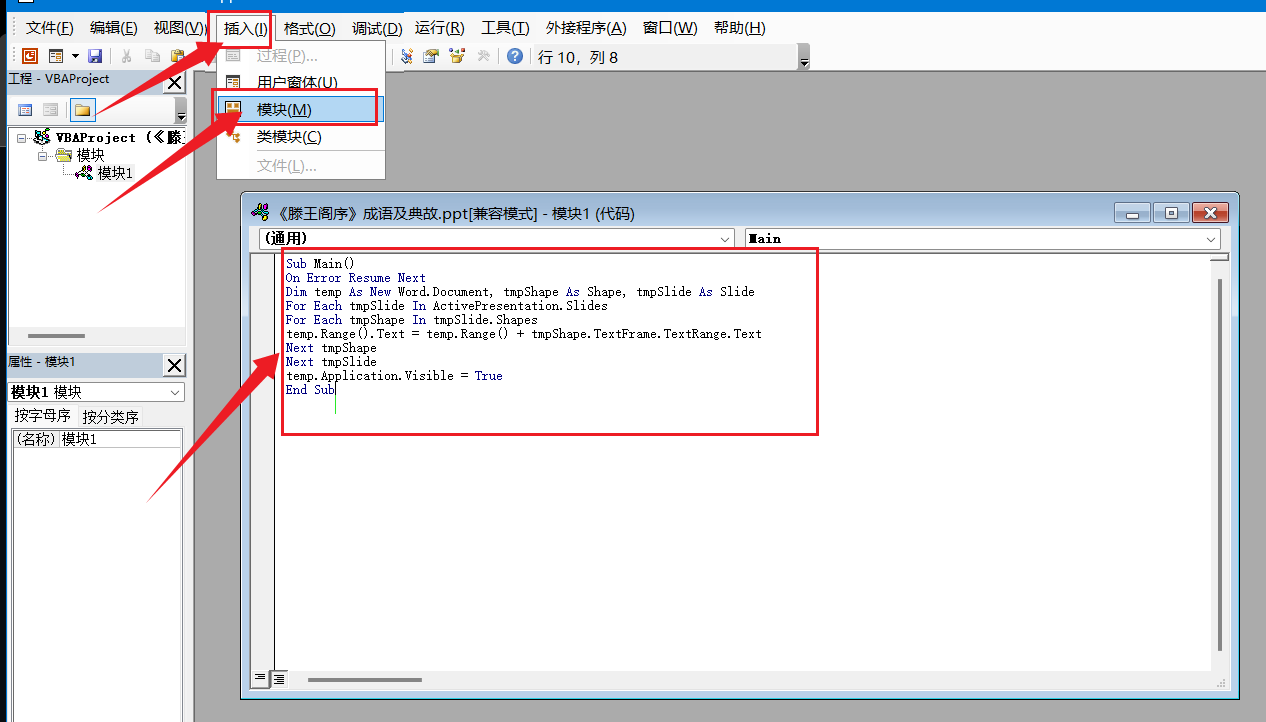 文件(F) 编辑(E) 视图(V) 插入(I) 格式(O) 调试(D) 运行(R) 工具(T) 外接程序(A) 窗口(W) 帮助(H)
行 10，列 8
过程(P)...
用户窗体(U)
模块(M)
类模块(C)
文件(L)...
工程 - VBAProject
VBAProject (《滕
模块
模块1
属性 - 模块1
模块1 模块
按字母序 按分类序
(名称) 模块1
《滕王阁序》成语及典故.ppt[兼容模式] - 模块1 (代码)
(通用) Main
Sub Main()
On Error Resume Next
Dim temp As New Word.Document, tmpShape As Shape, tmpSlide As Slide
For Each tmpSlide In ActivePresentation.Slides
For Each tmpShape In tmpSlide.Shapes
temp.Range().Text = temp.Range() + tmpShape.TextFrame.TextRange.Text
Next tmpShape
Next tmpSlide
temp.Application.Visible = True
End Sub